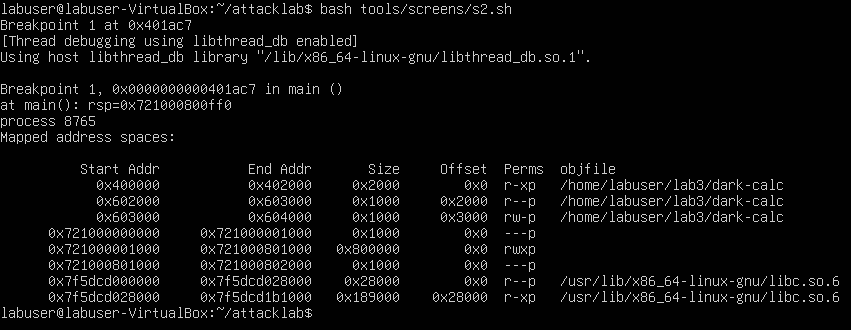 labuser@labuser-VirtualBox:~/attacklab$ bash tools/screens/s2.sh
Breakpoint 1 at 0x401ac7
[Thread debugging using libthread_db enabled]
Using host libthread_db library "/lib/x86_64-linux-gnu/libthread_db.so.1".
Breakpoint 1, 0x0000000000401ac7 in main ()
at main(): rsp=0x721000800ff0
process 8765
Mapped address spaces:
Start Addr End Addr Size Offset Perms objfile
0x400000 0x402000 0x2000 0x0 r-xp /home/labuser/lab3/dark-calc
0x602000 0x603000 0x1000 0x2000 r--p /home/labuser/lab3/dark-calc
0x603000 0x604000 0x1000 0x3000 rw-p /home/labuser/lab3/dark-calc
0x721000000000 0x721000001000 0x1000 0x0 ---p
0x721000001000 0x721000801000 0x800000 0x0 rwxp
0x721000801000 0x721000802000 0x1000 0x0 ---p
0x7f5dcd000000 0x7f5dcd028000 0x28000 0x0 r--p /usr/lib/x86_64-linux-gnu/libc.so.6
0x7f5dcd028000 0x7f5dcd1b1000 0x189000 0x28000 r-xp /usr/lib/x86_64-linux-gnu/libc.so.6
labuser@labuser-VirtualBox:~/attacklab$